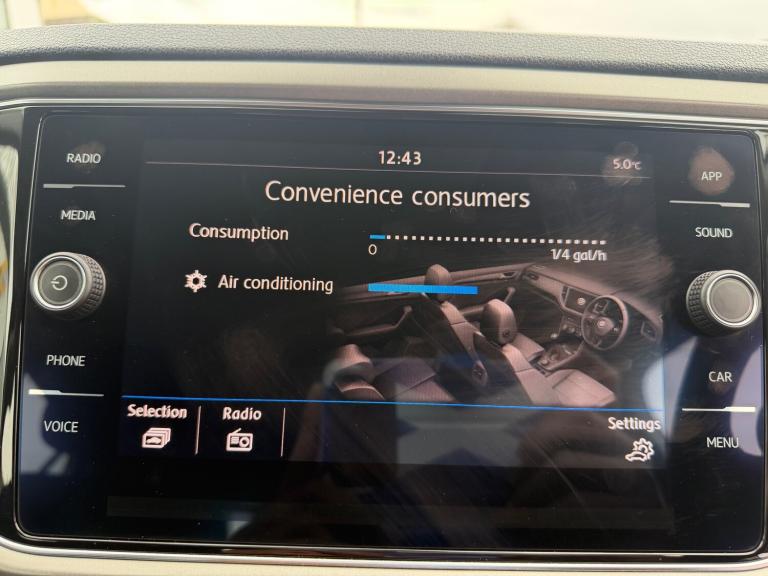 RADIO
12:43
5.0°C
APP
MEDIA
Convenience consumers
SOUND
Consumption
0
1/4 gal/h
Air conditioning
PHONE
CAR
VOICE
Selection
Radio
Settings
MENU